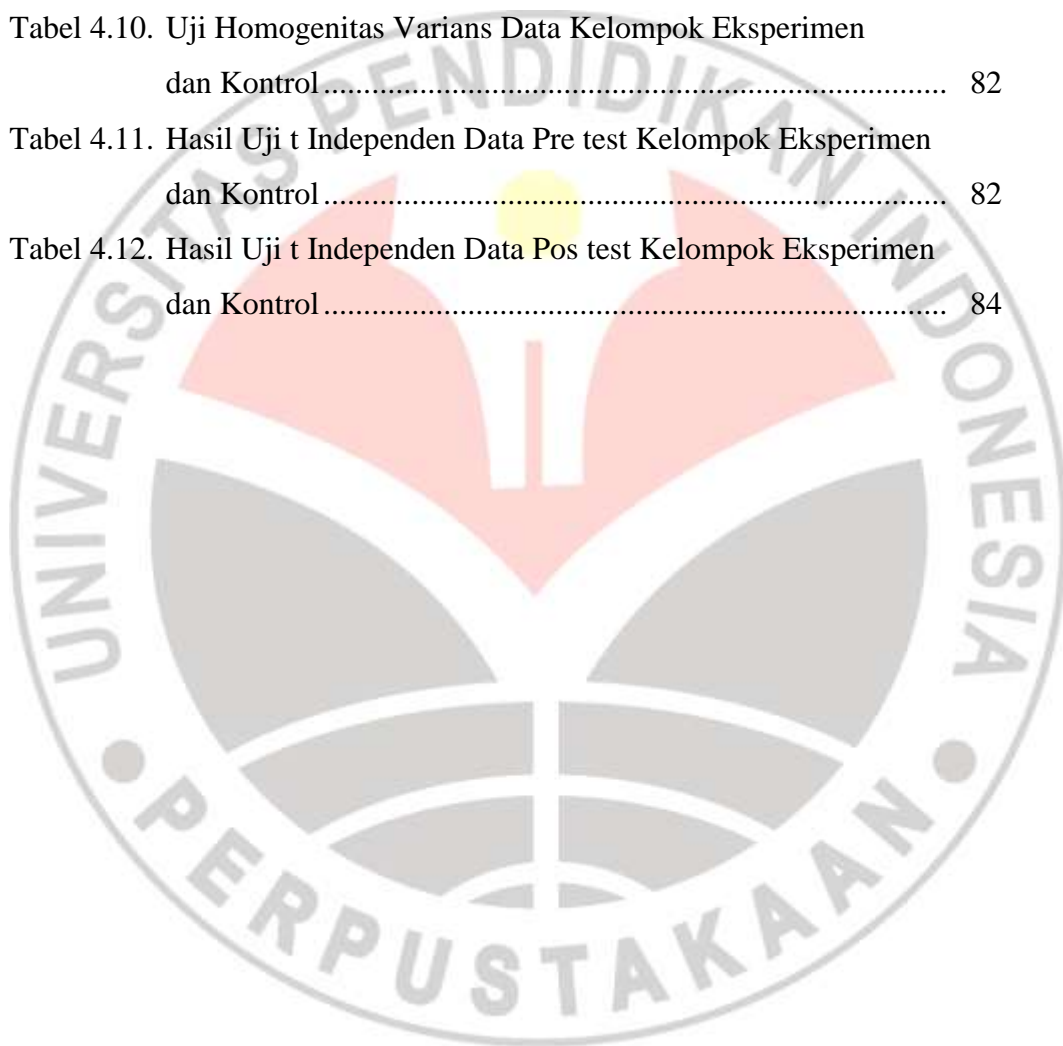 Tabel 4.10. Uji Homogenitas Varians Data Kelompok Eksperimen
dan Kontrol.............................................................................. 82
Tabel 4.11. Hasil Uji t Independen Data Pre test Kelompok Eksperimen
dan Kontrol.............................................................................. 82
Tabel 4.12. Hasil Uji t Independen Data Pos test Kelompok Eksperimen
dan Kontrol.............................................................................. 84
UNIVERSITAS PENDIDIKAN INDONESIA
PERPUSTAKAAN